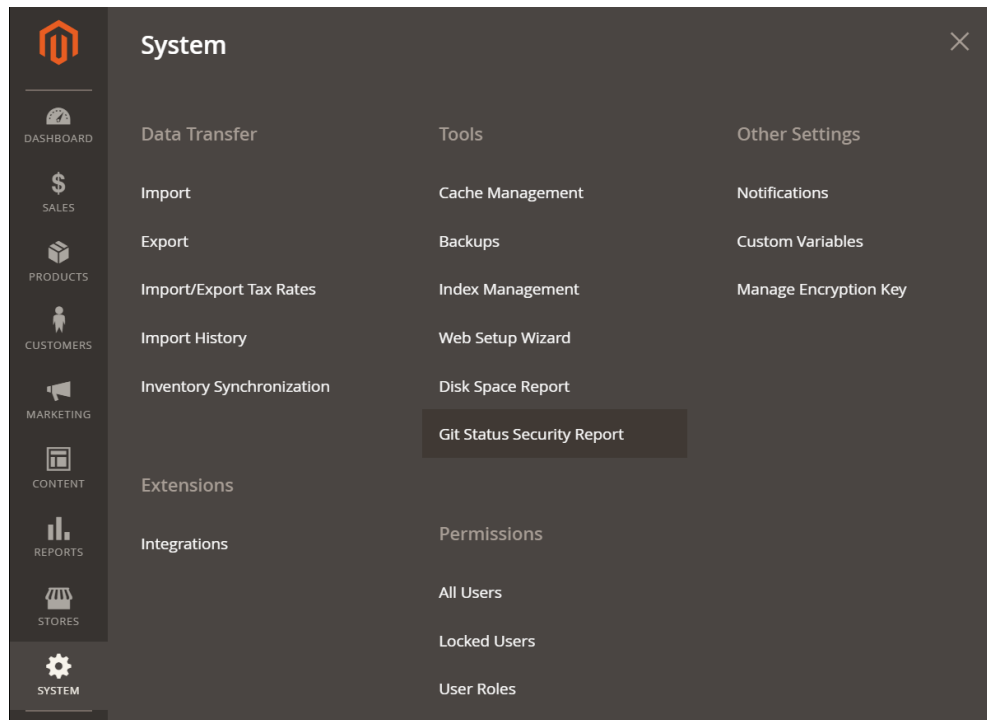 System
DASHBOARD
SALES
PRODUCTS
CUSTOMERS
MARKETING
CONTENT
REPORTS
STORES
SYSTEM
Data Transfer
Import
Export
Import/Export Tax Rates
Import History
Inventory Synchronization
Extensions
Integrations
Tools
Cache Management
Backups
Index Management
Web Setup Wizard
Disk Space Report
Git Status Security Report
Permissions
All Users
Locked Users
User Roles
Other Settings
Notifications
Custom Variables
Manage Encryption Key